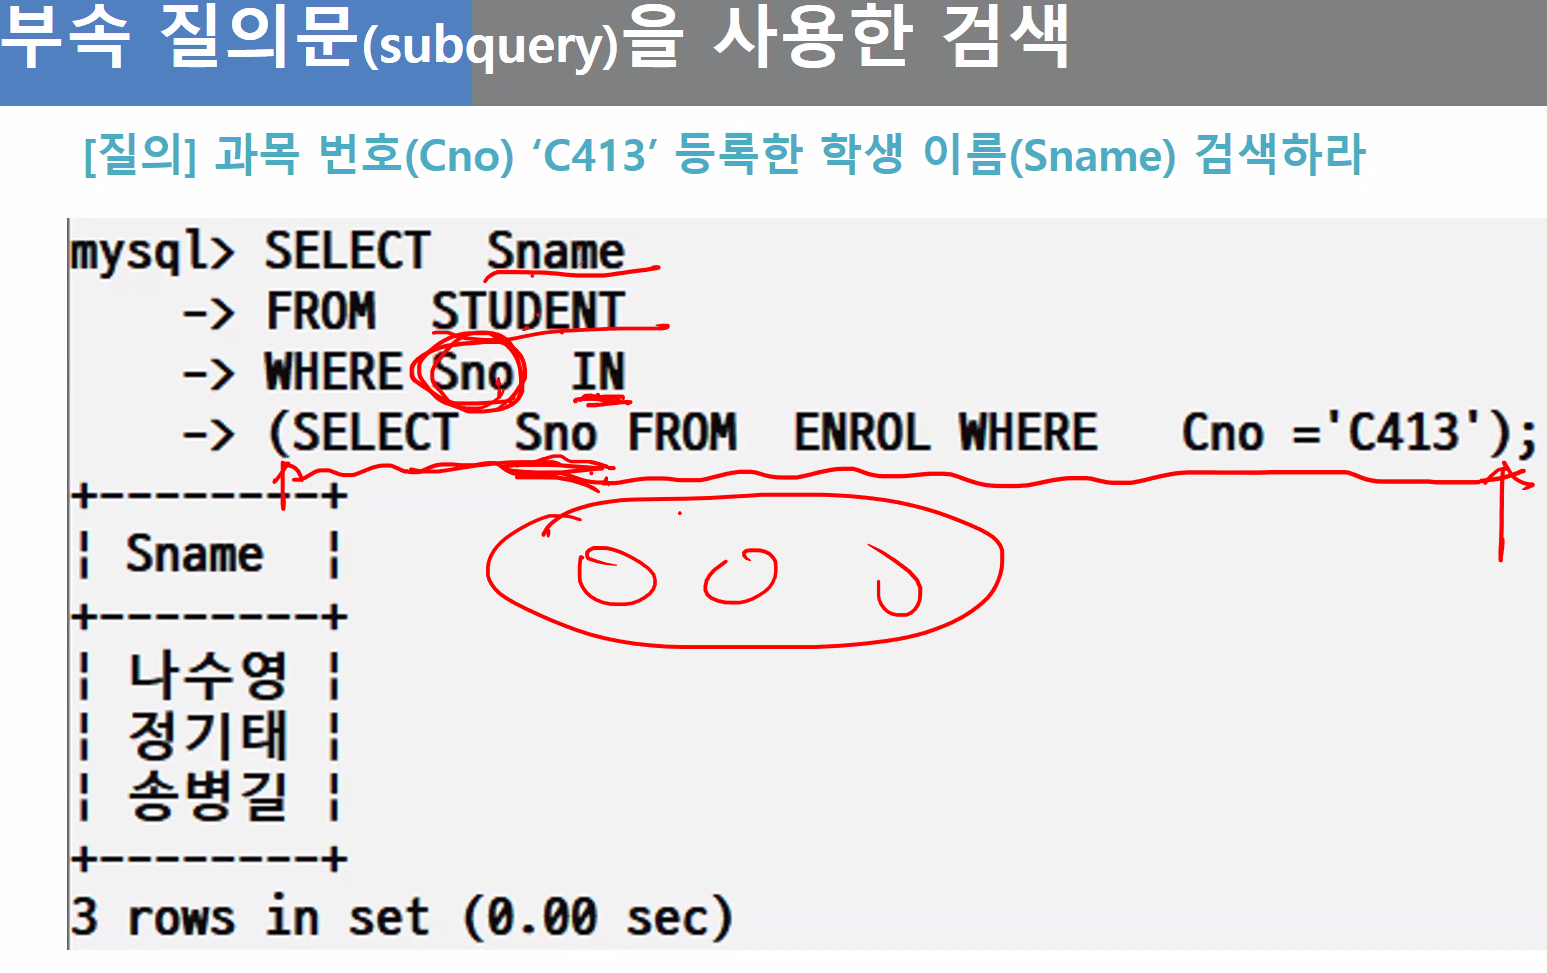 부속 질의문(subquery)을 사용한 검색
[질의] 과목 번호(Cno) ‘C413’ 등록한 학생 이름(Sname) 검색하라
mysql> SELECT  Sname
    -> FROM  STUDENT
    -> WHERE Sno  IN
    -> (SELECT  Sno FROM  ENROL WHERE   Cno ='C413');
+--------+
¦ Sname  ¦
+--------+
¦ 나수영 ¦
¦ 정기태 ¦
¦ 송병길 ¦
+--------+
3 rows in set (0.00 sec)